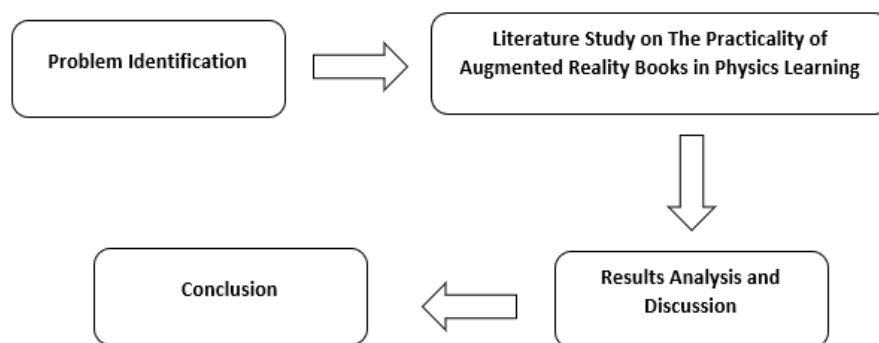 Problem Identification
Literature Study on The Practicality of
Augmented Reality Books in Physics Learning
Results Analysis and
Discussion
Conclusion